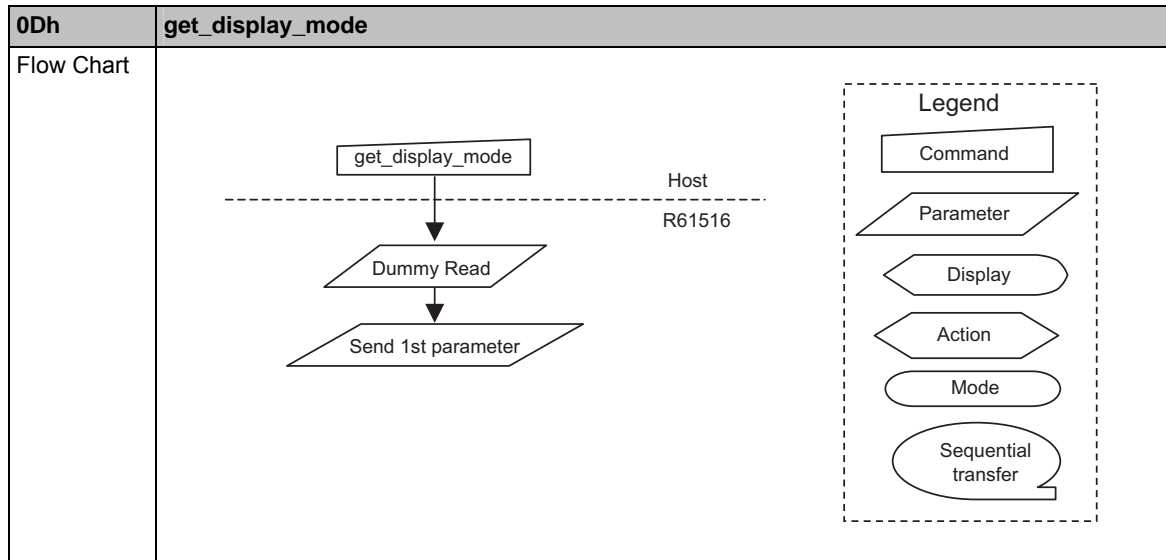 0Dh get_display_mode
Flow Chart
get_display_mode
Host
R61516
Dummy Read
Send 1st parameter
Legend
Command
Parameter
Display
Action
Mode
Sequential
transfer